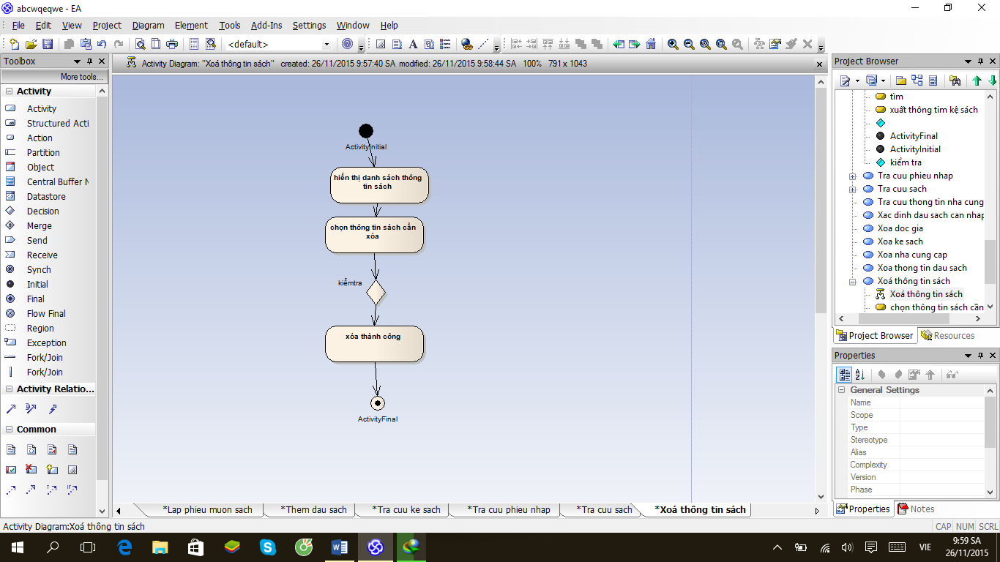 abcwqeqwe - EA
File Edit View Project Diagram Element Tools Add-Ins Settings Window Help
<default>
Toolbox
More tools...
Activity
Activity
Structured Acti
Action
Partition
Object
Central Buffer N
Datastore
Decision
Merge
Send
Receive
Synch
Initial
Final
Flow Final
Region
Exception
Fork/Join
Fork/Join
Activity Relatio...
Common
Activity Diagram: "Xoá thông tin sách" created: 26/11/2015 9:57:40 SA modified: 26/11/2015 9:58:44 SA 100% 791 x 1043
ActivityInitial
hiển thị danh sách thông
tin sách
chọn thông tin sách cần
xóa
kiểmtra
xóa thành công
ActivityFinal
*Lap phieu muon sach *Them dau sach *Tra cuu ke sach *Tra cuu phieu nhap *Tra cuu sach *Xoá thông tin sách
Project Browser
tìm
xuất thông tim kệ sách
ActivityFinal
ActivityInitial
kiểm tra
Tra cuu phieu nhap
Tra cuu sach
Tra cuu thong tin nha cung
Xac dinh dau sach can nhap
Xoa doc gia
Xoa ke sach
Xoa nha cung cap
Xoa thong tin dau sach
Xoá thông tin sách
Xoá thông tin sách
chọn thông tin sách cần
Project Browser Resources
Properties
General Settings
Name
Scope
Type
Stereotype
Alias
Complexity
Version
Phase
Properties Notes
Activity Diagram:Xoá thông tin sách
CAP NUM SCRL
VIE
9:59 SA
26/11/2015